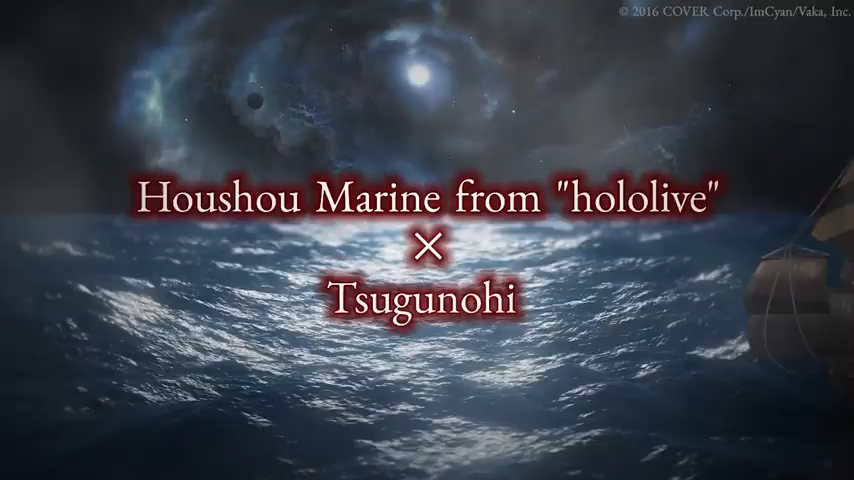 © 2016 COVER Corp./ImCyan/Vaka, Inc.
Houshou Marine from "hololive"
×
Tsugunohi